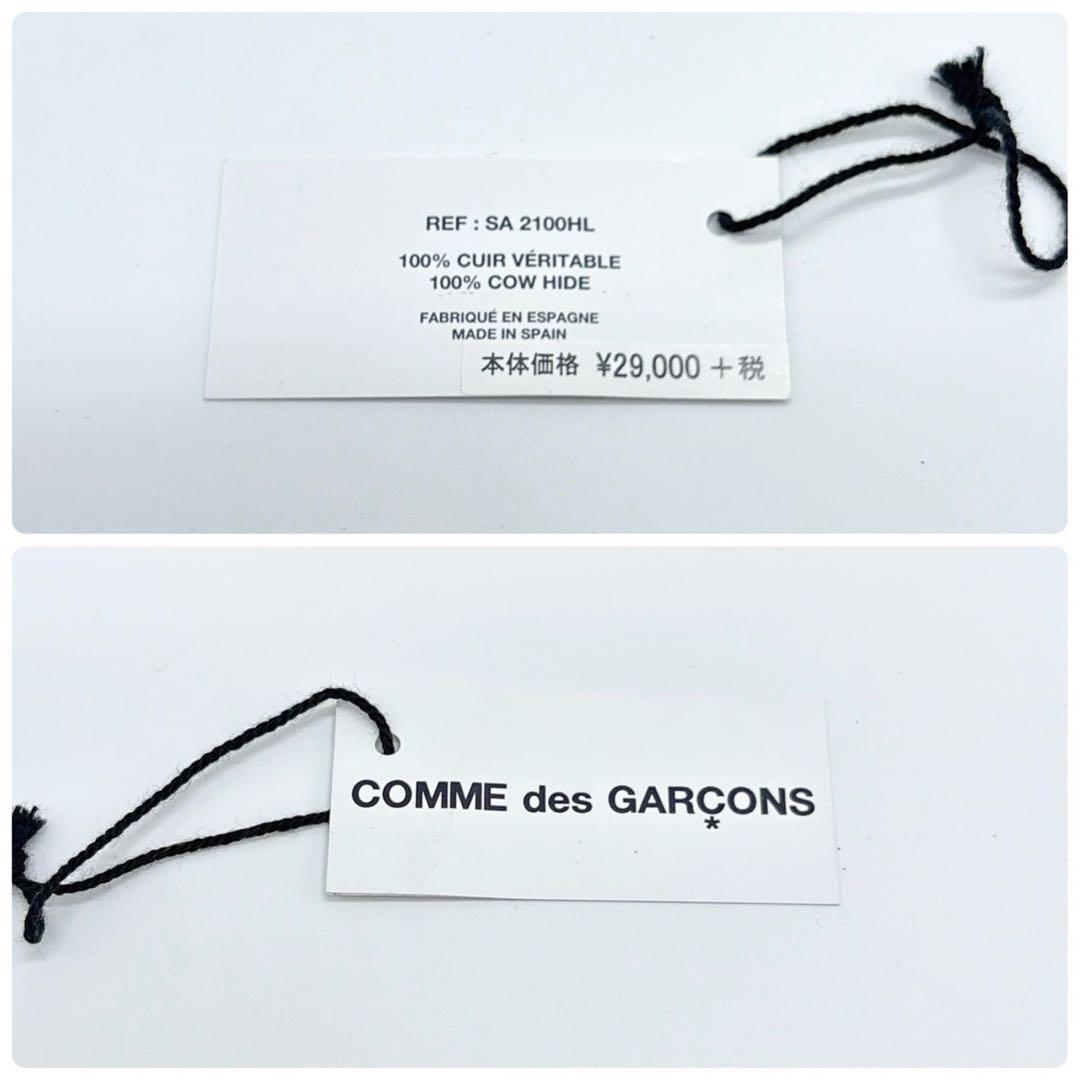 REF : SA 2100HL
100% CUIR VÉRITABLE
100% COW HIDE
FABRIQUÉ EN ESPAGNE
MADE IN SPAIN
本体価格 ¥29,000 +税
COMME des GARÇONS
*